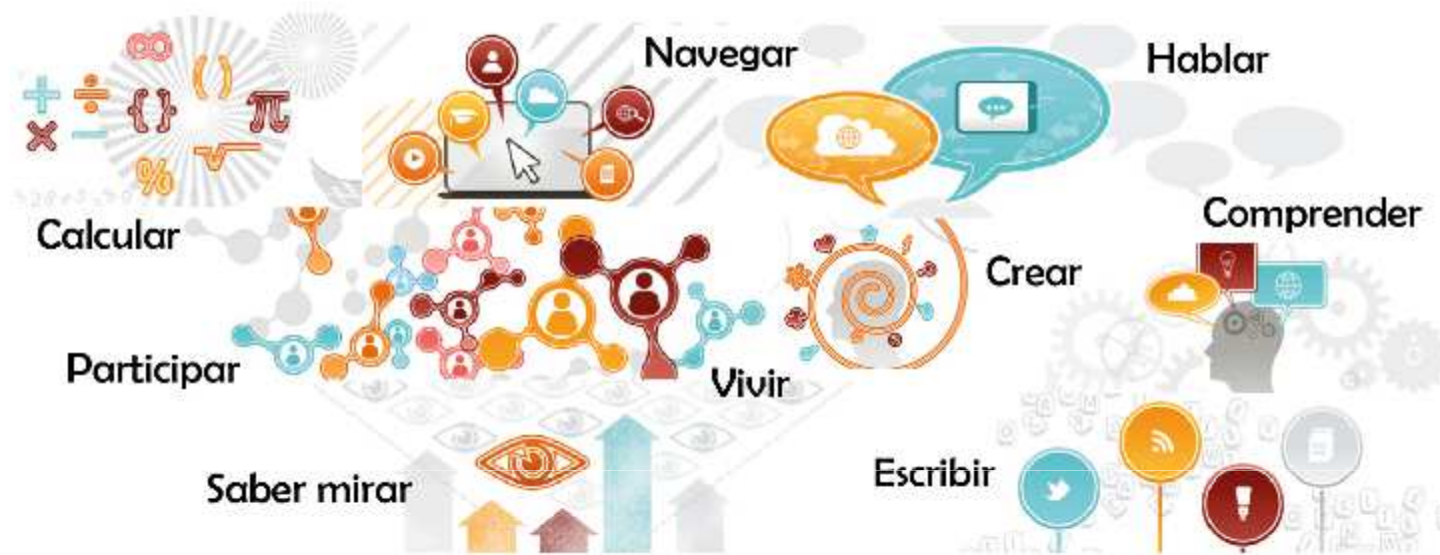 Navegar
Hablar
Calcular
Comprender
Crear
Participar
Vivir
Saber mirar
Escribir